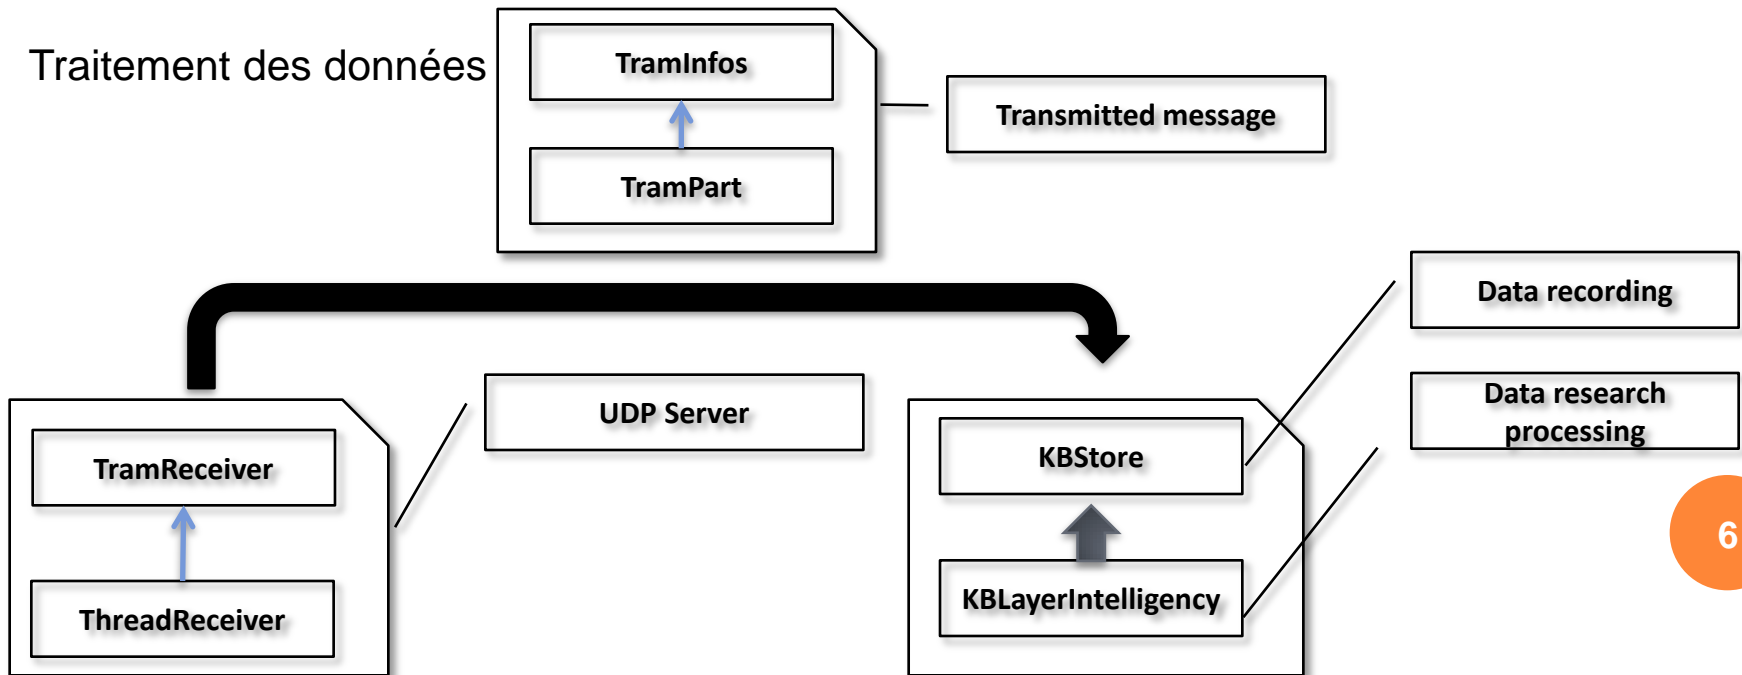 Traitement des données
TramInfos
Transmitted message
TramPart
Data recording
UDP Server
Data research
processing
TramReceiver
KBStore
ThreadReceiver
KBLayerIntelligency
6